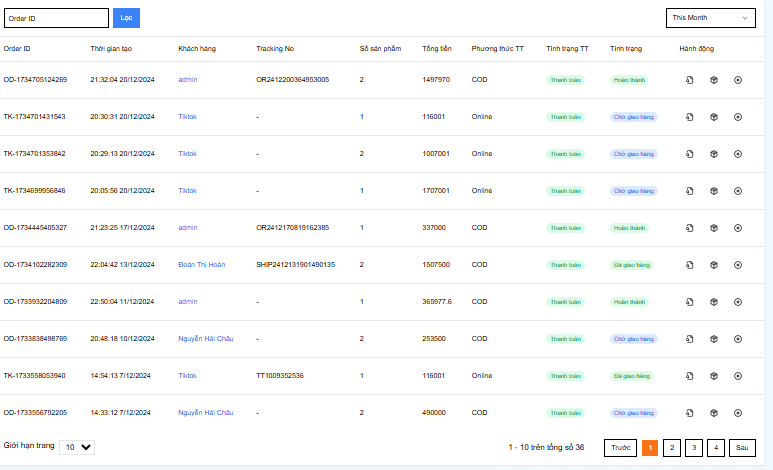 Order ID Lọc This Month
Order ID Thời gian tạo Khách hàng Tracking No Số sản phẩm Tổng tiền Phương thức TT Tình trạng TT Tình trạng Hành động
OD-1734705124269 21:32:04 20/12/2024 admin OR2412200364953005 2 1497970 COD Thanh toán Hoàn thành
TK-1734701431543 20:30:31 20/12/2024 Tiktok - 1 116001 Online Thanh toán Chờ giao hàng
TK-1734701353842 20:29:13 20/12/2024 Tiktok - 2 1007001 Online Thanh toán Chờ giao hàng
TK-1734699956846 20:05:56 20/12/2024 Tiktok - 1 1707001 Online Thanh toán Chờ giao hàng
OD-1734445405327 21:23:25 17/12/2024 admin OR2412170819162385 1 337000 COD Thanh toán Hoàn thành
OD-1734102282309 22:04:42 13/12/2024 Đoàn Thị Hoàn SHIP2412131901490135 2 1507500 COD Thanh toán Đã giao hàng
OD-1733932204809 22:50:04 11/12/2024 admin - 1 365977.6 COD Thanh toán Hoàn thành
OD-1733838498769 20:48:18 10/12/2024 Nguyễn Hải Châu - 2 253500 COD Thanh toán Chờ giao hàng
TK-1733558053940 14:54:13 7/12/2024 Tiktok TT1009352536 1 116001 Online Thanh toán Đã giao hàng
OD-1733556792205 14:33:12 7/12/2024 Nguyễn Hải Châu - 2 490000 COD Thanh toán Chờ giao hàng
Giới hạn trang 10 1 - 10 trên tổng số 36 Trước 1 2 3 4 Sau